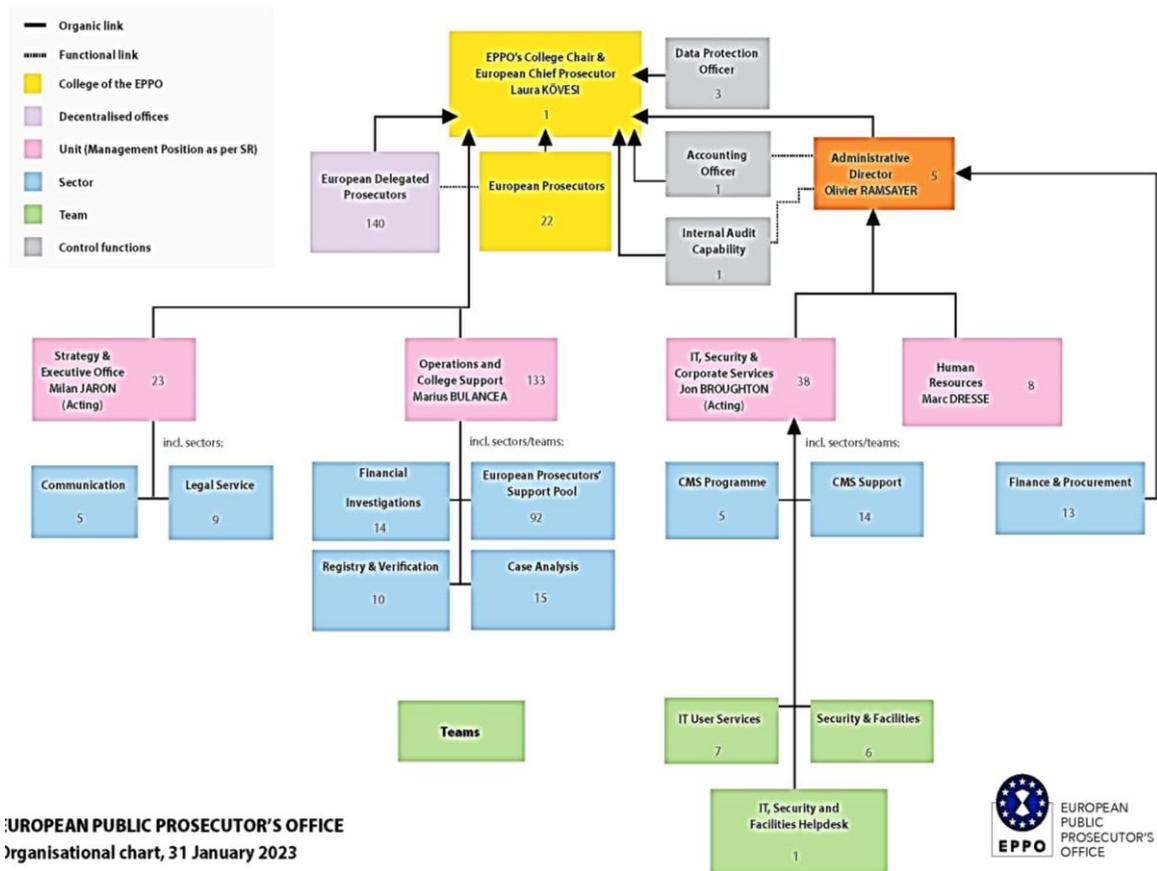 Organic link
Functional link
College of the EPPO
Decentralised offices
Unit (Management Position as per SR)
Sector
Team
Control functions
EPPO's College Chair &
European Chief Prosecutor
Laura KÖVESI
1
Data Protection
Officer
3
European Delegated
Prosecutors
140
European Prosecutors
22
Accounting
Officer
1
Internal Audit
Capability
1
Administrative
Director
Olivier RAMSAYER
5
Strategy &
Executive Office
Milan JARON
(Acting)
23
Operations and
College Support
Marius BULANCEA
133
IT, Security &
Corporate Services
Jon BROUGHTON
(Acting)
38
Human
Resources
Marc DRESSE
8
incl. sectors:
incl. sectors/teams:
incl. sectors/teams:
Communication
5
Legal Service
9
Financial
Investigations
14
European Prosecutors'
Support Pool
92
Registry & Verification
10
Case Analysis
15
CMS Programme
5
CMS Support
14
Finance & Procurement
13
Teams
IT User Services
7
Security & Facilities
6
IT, Security and
Facilities Helpdesk
1
EUROPEAN PUBLIC PROSECUTOR'S OFFICE
Organisational chart, 31 January 2023
EPPO
EUROPEAN
PUBLIC
PROSECUTOR'S
OFFICE